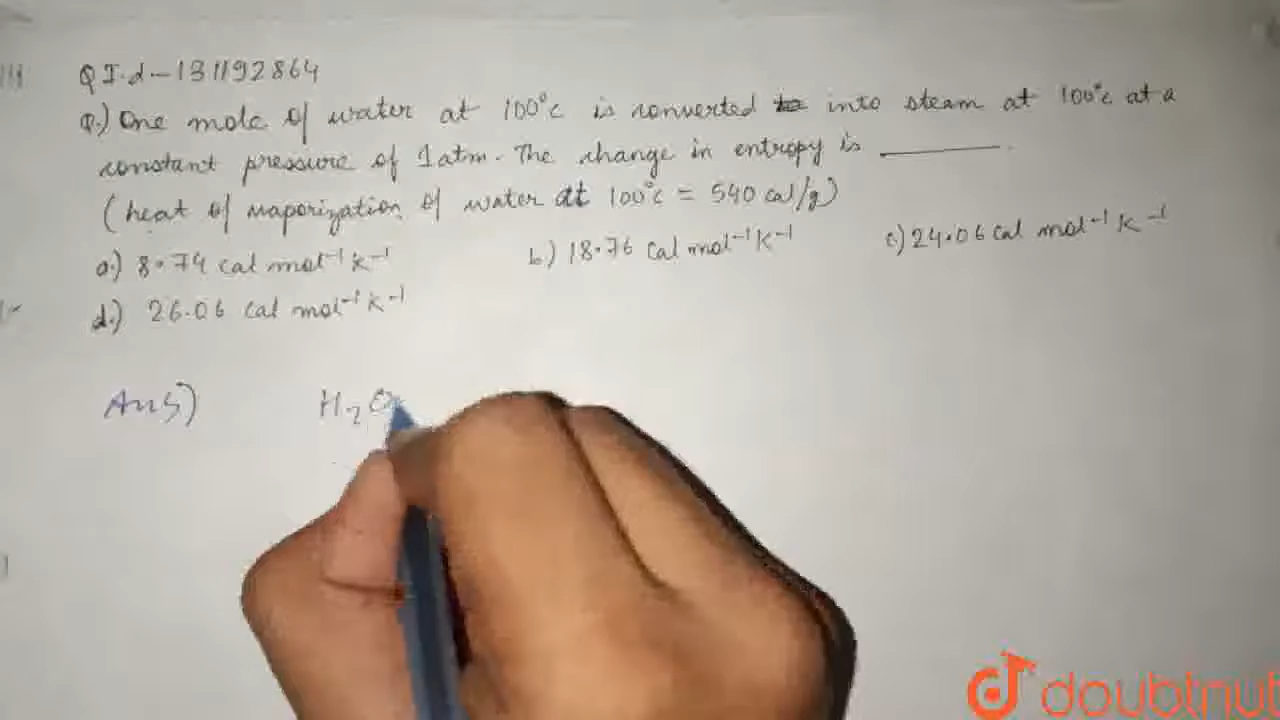 Q I.d - 131192864
Q.) One mole of water at 100°c is converted to into steam at 100°c at a
constant pressure of 1 atm. The change in entropy is ______.
(heat of vaporization of water at 100°c = 540 cal/g)
a.) 8.74 cal mol⁻¹ K⁻¹ b.) 18.76 cal mol⁻¹ K⁻¹ c) 24.06 cal mol⁻¹ K⁻¹
d.) 26.06 cal mol⁻¹ K⁻¹
Ans) H₂O
doubtnut